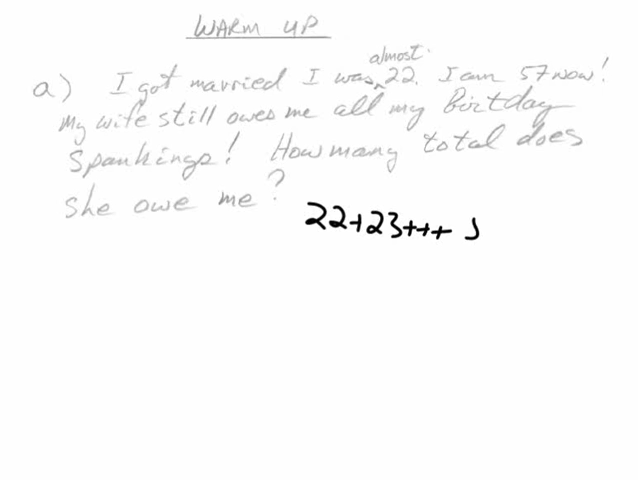 WARM UP
almost
a) I got married I was ‸ 22. I am 57 now!
My wife still owes me all my Birtday
Spankings! How many total does
she owe me?
22+23+++